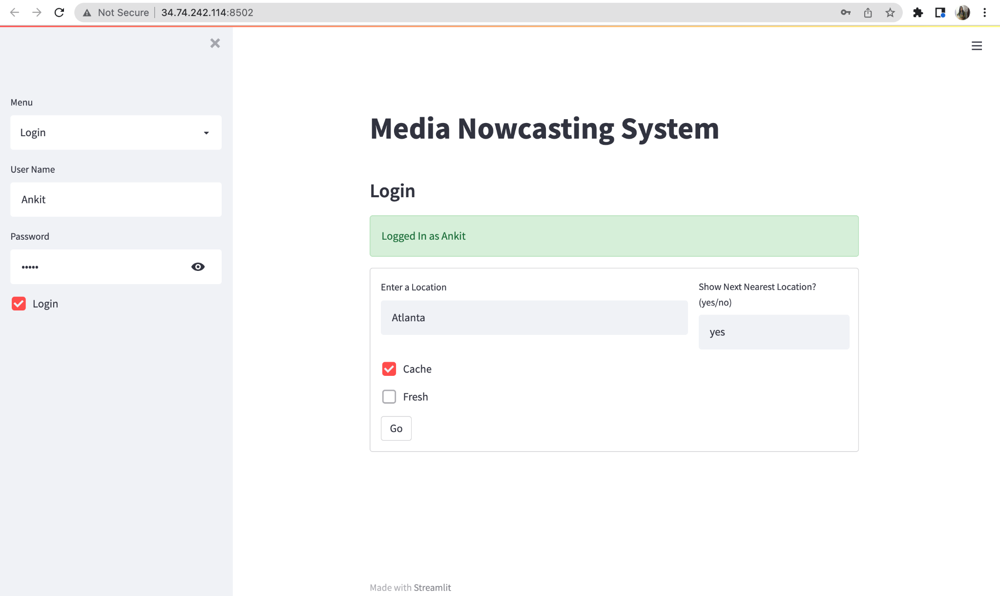 Not Secure | 34.74.242.114:8502
Menu
Login
User Name
Ankit
Password
•••••
Login
Media Nowcasting System
Login
Logged In as Ankit
Enter a Location
Atlanta
Show Next Nearest Location?
(yes/no)
yes
Cache
Fresh
Go
Made with Streamlit